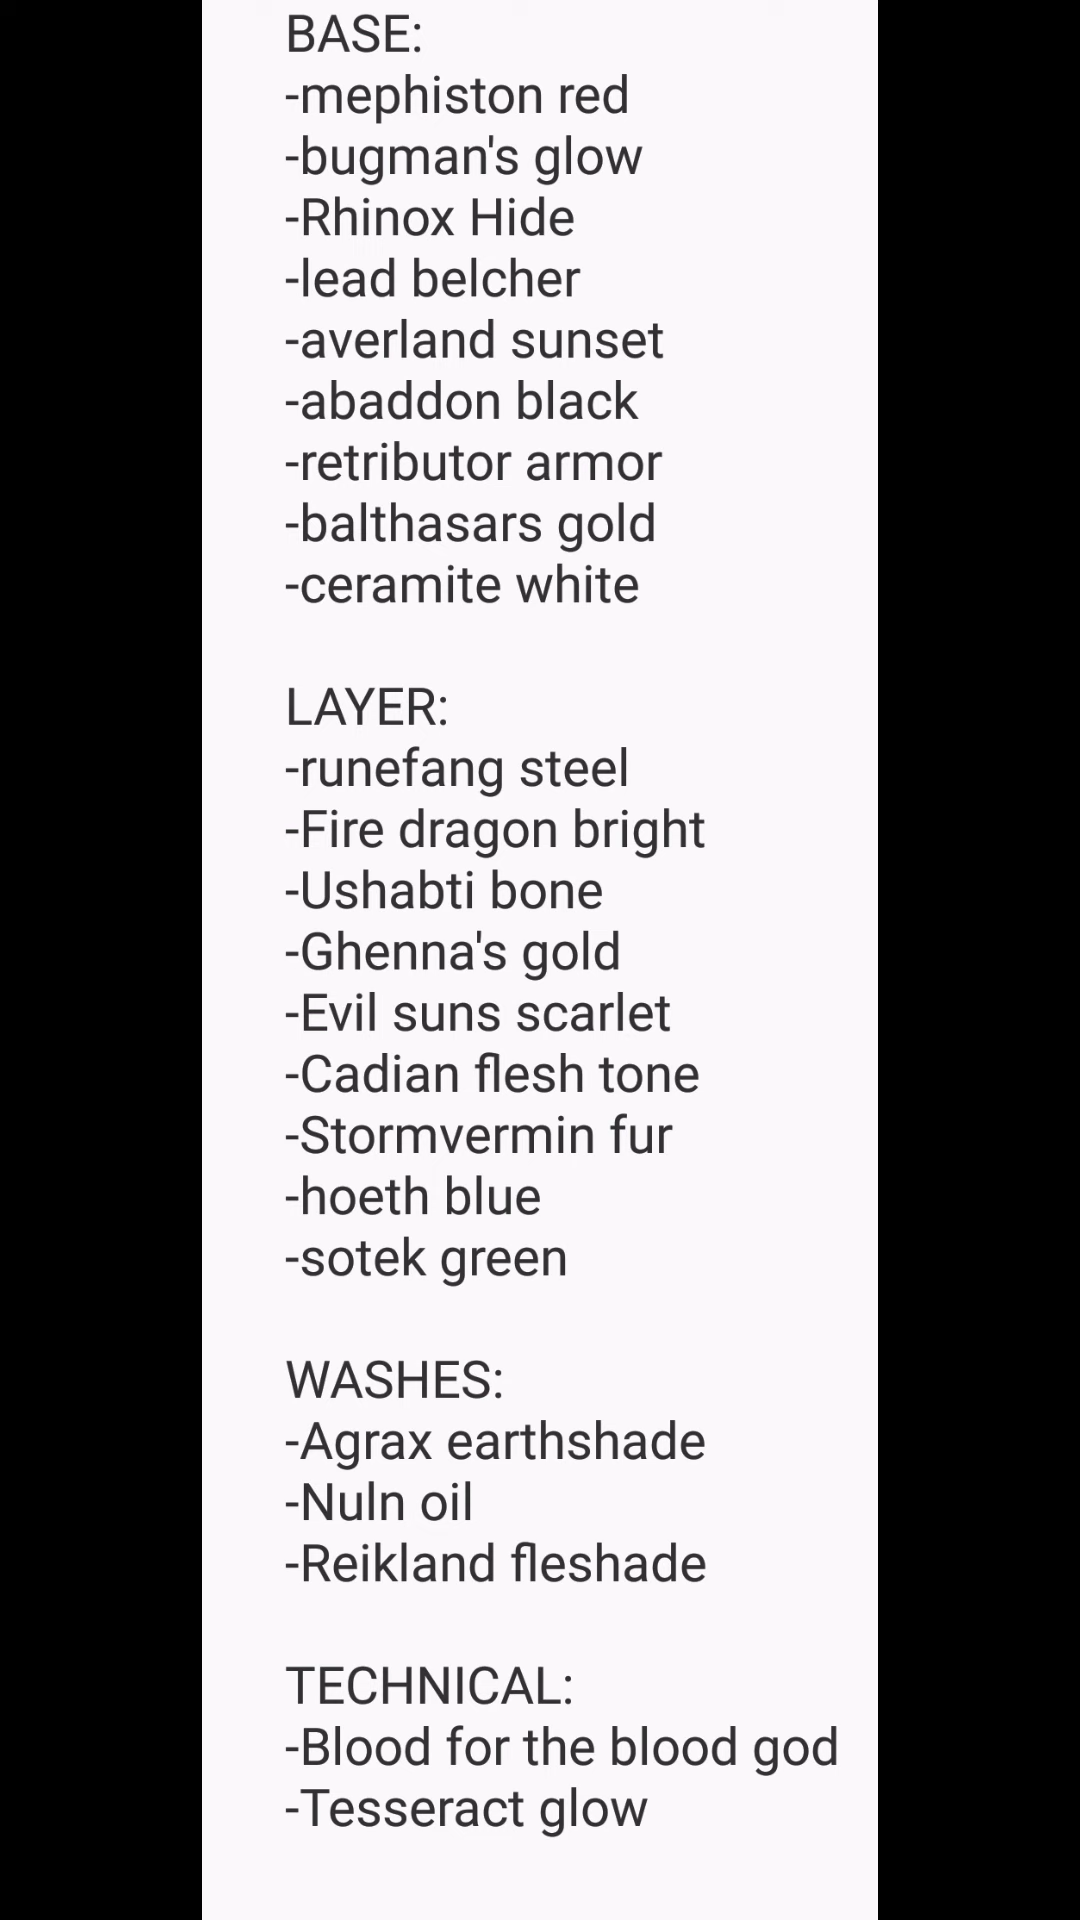 BASE:
-mephiston red
-bugman's glow
-Rhinox Hide
-lead belcher
-averland sunset
-abaddon black
-retributor armor
-balthasars gold
-ceramite white
LAYER:
-runefang steel
-Fire dragon bright
-Ushabti bone
-Ghenna's gold
-Evil suns scarlet
-Cadian flesh tone
-Stormvermin fur
-hoeth blue
-sotek green
WASHES:
-Agrax earthshade
-Nuln oil
-Reikland fleshade
TECHNICAL:
-Blood for the blood god
-Tesseract glow